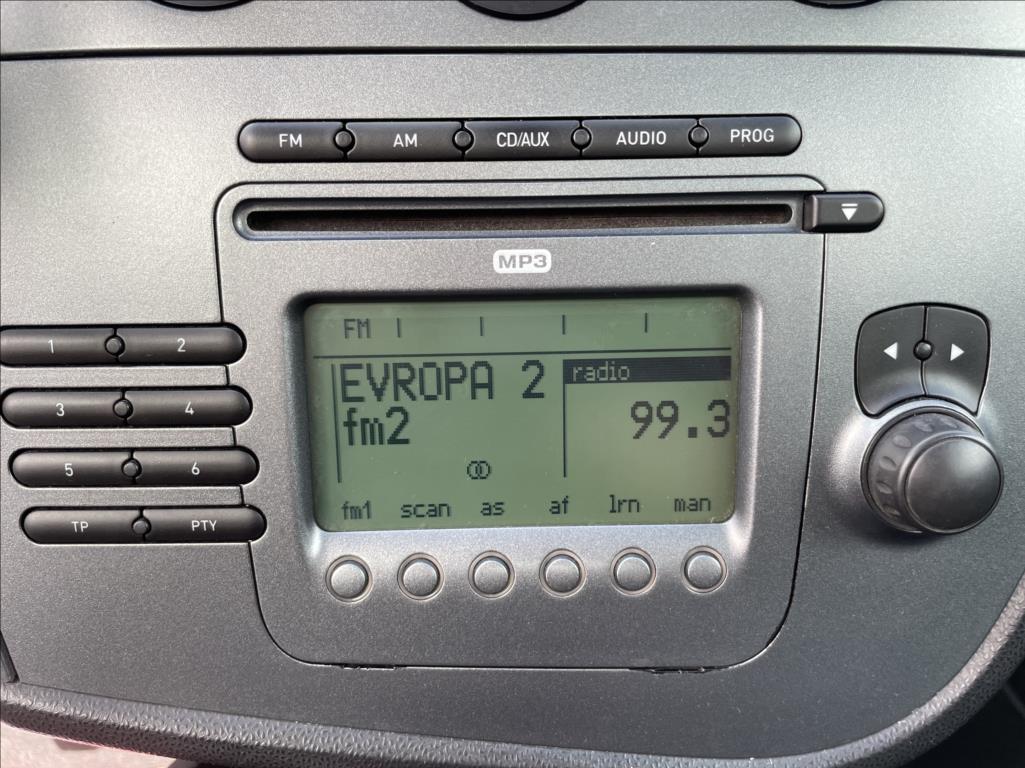 FM AM CD/AUX AUDIO PROG
MP3
1 2
3 4
5 6
TP PTY
FM
EVROPA 2
fm2
radio
99.3
fm1 scan as af lrn man